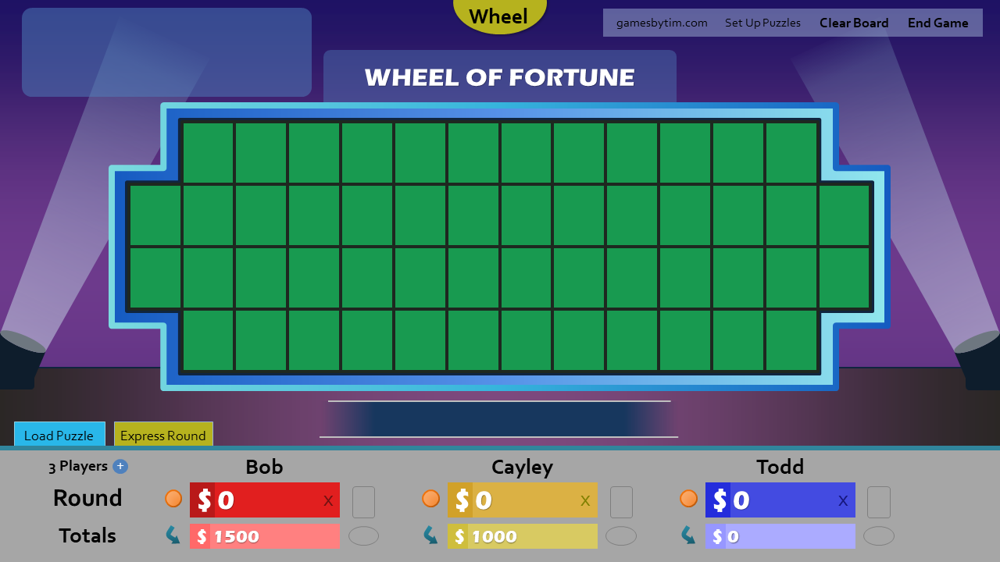 Wheel
gamesbytim.com Set Up Puzzles Clear Board End Game
WHEEL OF FORTUNE
Load Puzzle Express Round
3 Players + Bob Cayley Todd
Round $ 0 X $ 0 X $ 0 X
Totals $ 1500 $ 1000 $ 0